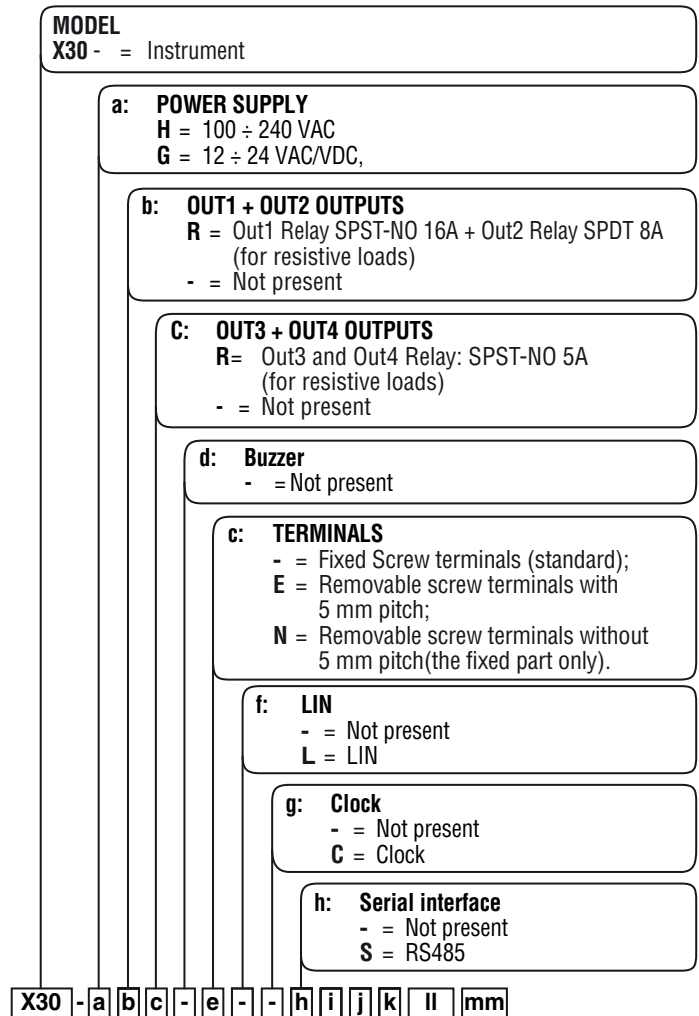 MODEL
X30 - = Instrument
a: POWER SUPPLY
H = 100 ÷ 240 VAC
G = 12 ÷ 24 VAC/VDC,
b: OUT1 + OUT2 OUTPUTS
R = Out1 Relay SPST-NO 16A + Out2 Relay SPDT 8A
(for resistive loads)
- = Not present
C: OUT3 + OUT4 OUTPUTS
R= Out3 and Out4 Relay: SPST-NO 5A
(for resistive loads)
- = Not present
d: Buzzer
- = Not present
c: TERMINALS
- = Fixed Screw terminals (standard);
E = Removable screw terminals with
5 mm pitch;
N = Removable screw terminals without
5 mm pitch(the fixed part only).
f: LIN
- = Not present
L = LIN
g: Clock
- = Not present
C = Clock
h: Serial interface
- = Not present
S = RS485
X30 - a b c - e - - h i j k ll mm